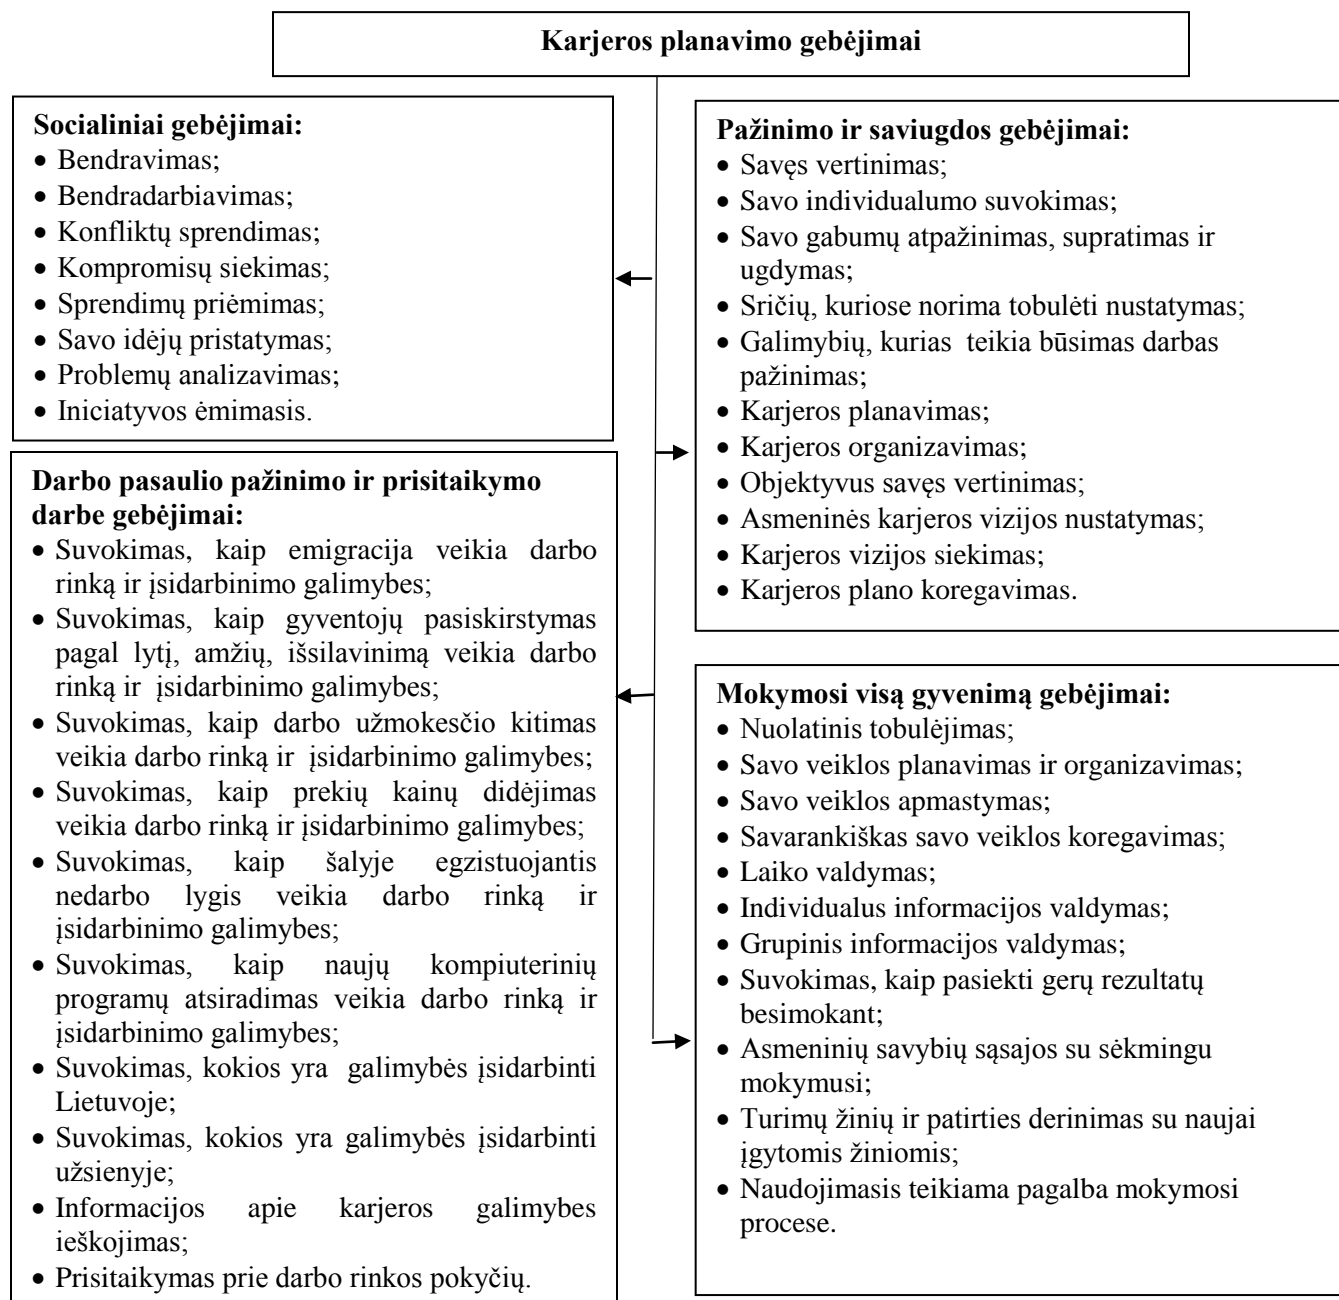 Karjeros planavimo gebėjimai
Socialiniai gebėjimai:
• Bendravimas;
• Bendradarbiavimas;
• Konfliktų sprendimas;
• Kompromisų siekimas;
• Sprendimų priėmimas;
• Savo idėjų pristatymas;
• Problemų analizavimas;
• Iniciatyvos ėmimasis.
Pažinimo ir saviugdos gebėjimai:
• Savęs vertinimas;
• Savo individualumo suvokimas;
• Savo gabumų atpažinimas, supratimas ir
ugdymas;
• Sričių, kuriose norima tobulėti nustatymas;
• Galimybių, kurias teikia būsimas darbas
pažinimas;
• Karjeros planavimas;
• Karjeros organizavimas;
• Objektyvus savęs vertinimas;
• Asmeninės karjeros vizijos nustatymas;
• Karjeros vizijos siekimas;
• Karjeros plano koregavimas.
Darbo pasaulio pažinimo ir prisitaikymo
darbe gebėjimai:
• Suvokimas, kaip emigracija veikia darbo
rinką ir įsidarbinimo galimybes;
• Suvokimas, kaip gyventojų pasiskirstymas
pagal lytį, amžių, išsilavinimą veikia darbo
rinką ir įsidarbinimo galimybes;
• Suvokimas, kaip darbo užmokesčio kitimas
veikia darbo rinką ir įsidarbinimo galimybes;
• Suvokimas, kaip prekių kainų didėjimas
veikia darbo rinką ir įsidarbinimo galimybes;
• Suvokimas, kaip šalyje egzistuojantis
nedarbo lygis veikia darbo rinką ir
įsidarbinimo galimybes;
• Suvokimas, kaip naujų kompiuterinių
programų atsiradimas veikia darbo rinką ir
įsidarbinimo galimybes;
• Suvokimas, kokios yra galimybės įsidarbinti
Lietuvoje;
• Suvokimas, kokios yra galimybės įsidarbinti
užsienyje;
• Informacijos apie karjeros galimybes
ieškojimas;
• Prisitaikymas prie darbo rinkos pokyčių.
Mokymosi visą gyvenimą gebėjimai:
• Nuolatinis tobulėjimas;
• Savo veiklos planavimas ir organizavimas;
• Savo veiklos apmastymas;
• Savarankiškas savo veiklos koregavimas;
• Laiko valdymas;
• Individualus informacijos valdymas;
• Grupinis informacijos valdymas;
• Suvokimas, kaip pasiekti gerų rezultatų
besimokant;
• Asmeninių savybių sąsajos su sėkmingu
mokymusi;
• Turimų žinių ir patirties derinimas su naujai
įgytomis žiniomis;
• Naudojimasis teikiama pagalba mokymosi
procese.